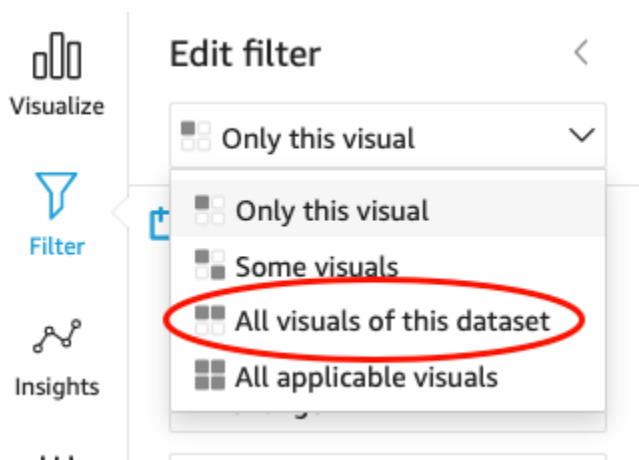 Edit filter
Visualize
Only this visual
Only this visual
Filter
Some visuals
All visuals of this dataset
Insights
All applicable visuals